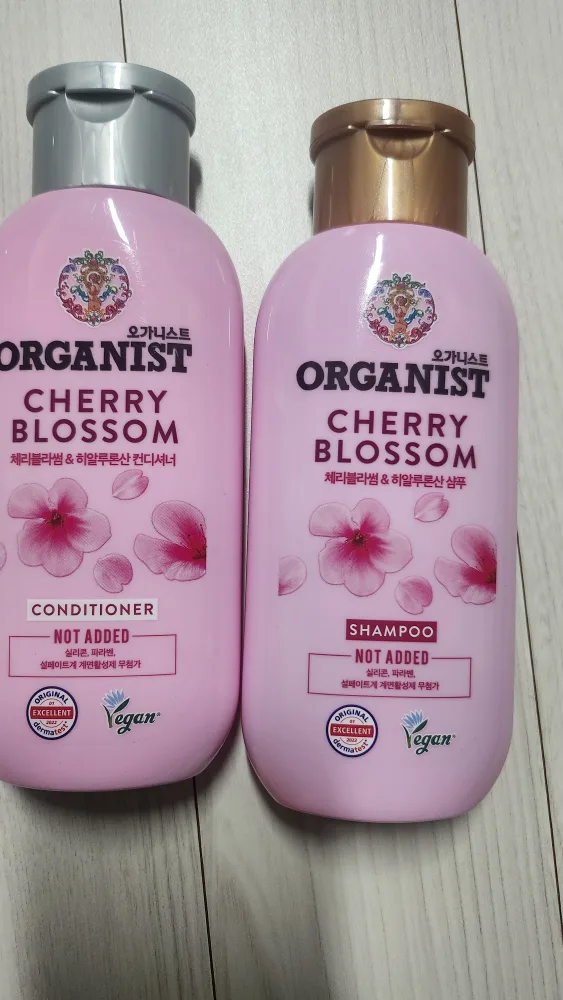 오가니스트
ORGANIST
CHERRY
BLOSSOM
체리블라썸 & 히알루론산 컨디셔너
CONDITIONER
NOT ADDED
실리콘, 파라벤,
설페이트계 계면활성제 무첨가
ORIGINAL
01
EXCELLENT
2022
dermatest®
Vegan®
오가니스트
ORGANIST
CHERRY
BLOSSOM
체리블라썸 & 히알루론산 샴푸
SHAMPOO
NOT ADDED
실리콘, 파라벤,
설페이트계 계면활성제 무첨가
ORIGINAL
07
EXCELLENT
2022
dermatest®
Vegan®